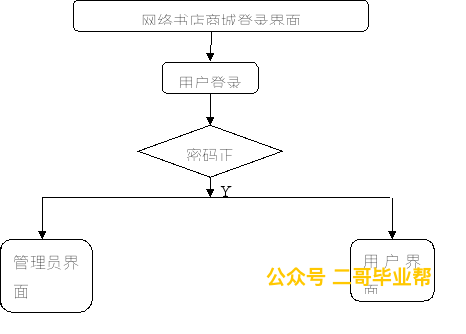 网络书店商城登录界面
用户登录
密码正
Y
管理员界
面
用户界
面
公众号 二哥毕业帮